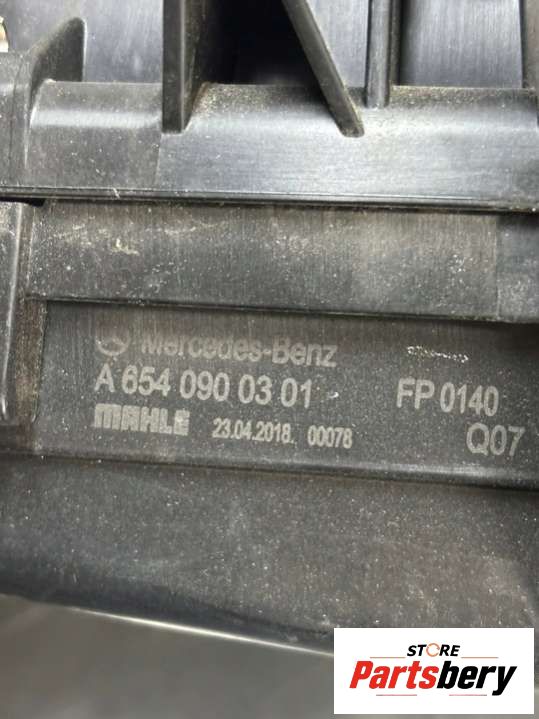 Mercedes-Benz
A 654 090 03 01
FP 0140
MAHLE
23.04.2018. 00078
Q07
STORE
Partsbery